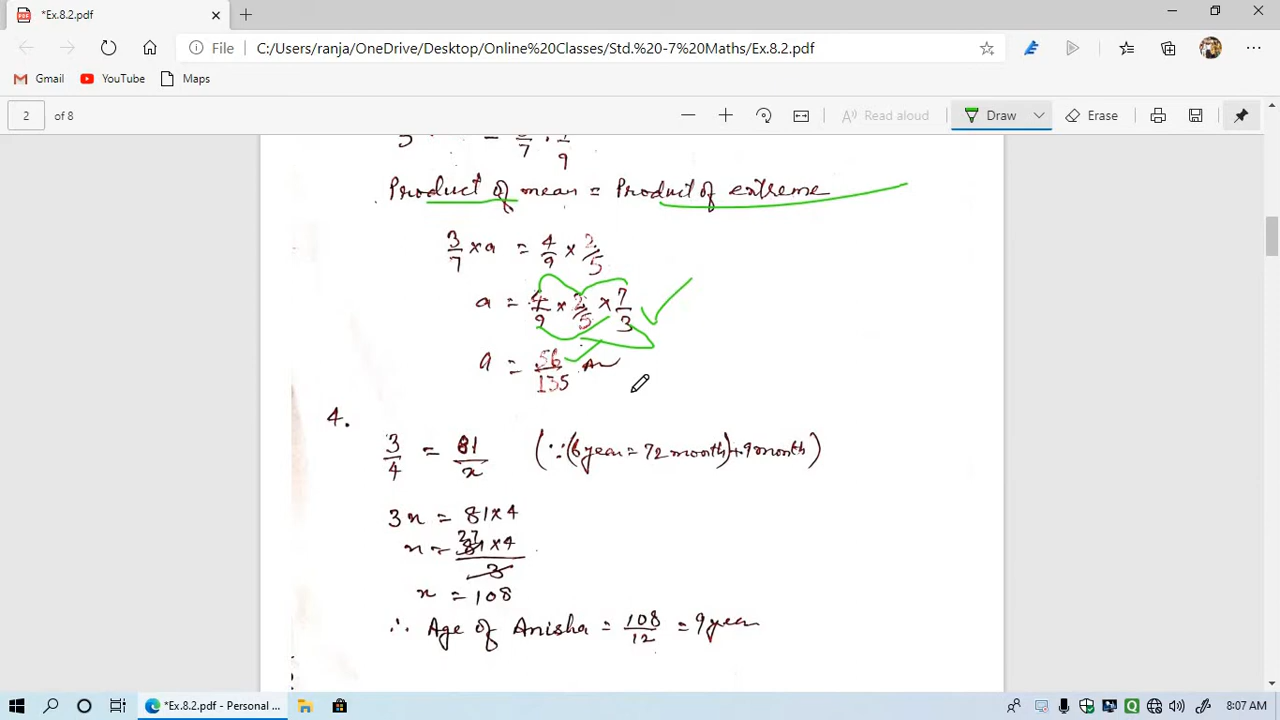 *Ex.8.2.pdf
File C:/Users/ranja/OneDrive/Desktop/Online%20Classes/Std.%20-7%20Maths/Ex.8.2.pdf
Gmail YouTube Maps
2 of 8 Read aloud Draw Erase
7 9
Product of mean = Product of extreme
3/7 × a = 4/9 × 2/5
a = 4/9 × 2/5 × 7/3
a = 56/135 An
4.
3/4 = 81/x (∵(6 year = 72 month) + 9 month)
3x = 81×4
x = 27 81×4/3
x = 108
∴ Age of Anisha = 108/12 = 9 year
*Ex.8.2.pdf - Personal ... 8:07 AM